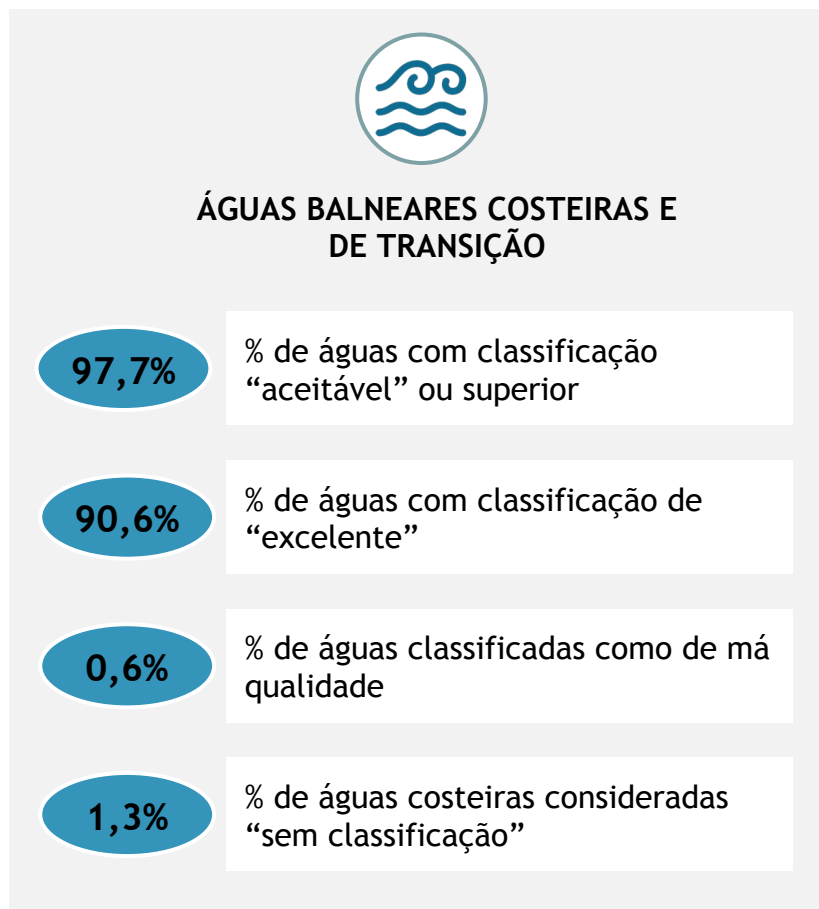 ÁGUAS BALNEARES COSTEIRAS E
DE TRANSIÇÃO
97,7%
% de águas com classificação
“aceitável” ou superior
90,6%
% de águas com classificação de
“excelente”
0,6%
% de águas classificadas como de má
qualidade
1,3%
% de águas costeiras consideradas
“sem classificação”